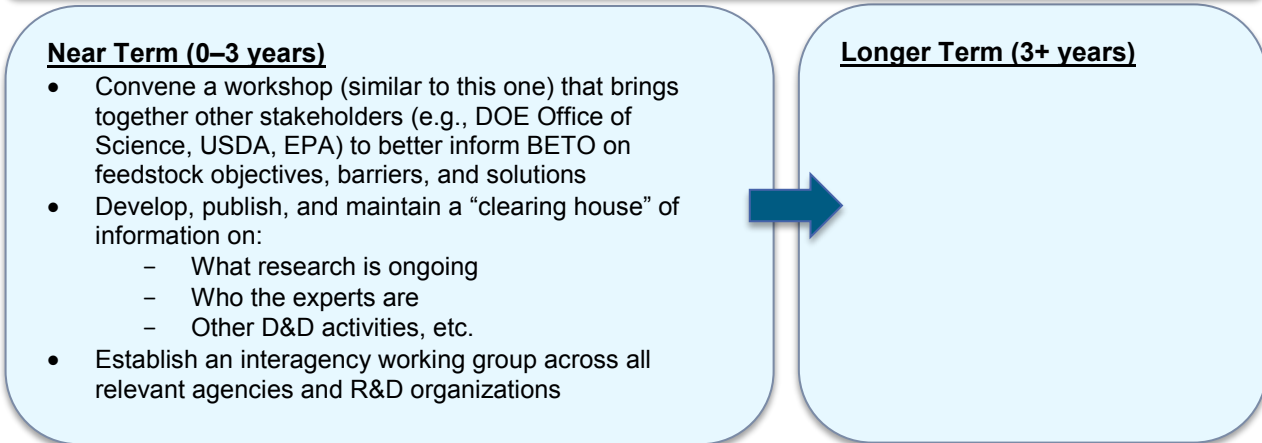 Near Term (0–3 years)
• Convene a workshop (similar to this one) that brings
together other stakeholders (e.g., DOE Office of
Science, USDA, EPA) to better inform BETO on
feedstock objectives, barriers, and solutions
• Develop, publish, and maintain a “clearing house” of
information on:
− What research is ongoing
− Who the experts are
− Other D&D activities, etc.
• Establish an interagency working group across all
relevant agencies and R&D organizations
Longer Term (3+ years)